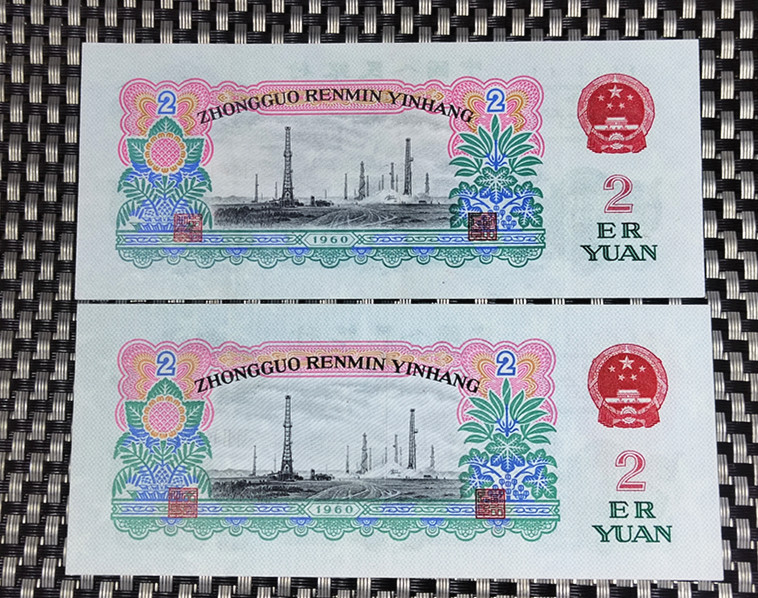 2 2
ZHONGGUO RENMIN YINHANG
1960
2
ER
YUAN
2 2
ZHONGGUO RENMIN YINHANG
1960
2
ER
YUAN